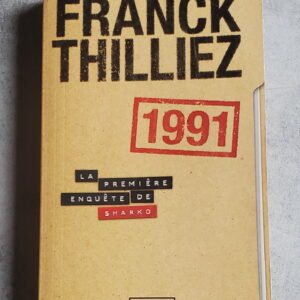 FRANCK
THILLIEZ
1991
LA PREMIÈRE
ENQUÊTE DE
SHARKO